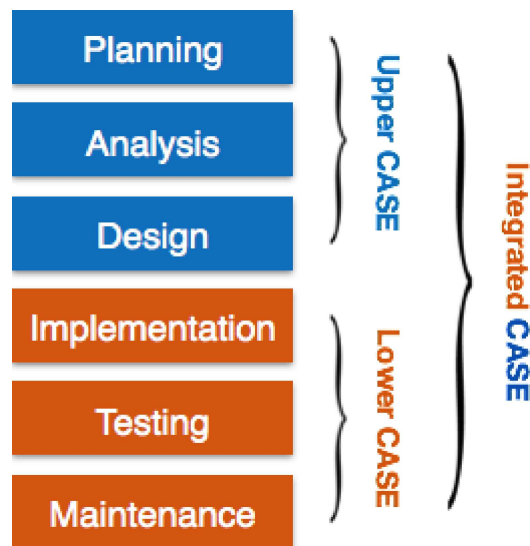 Planning
Analysis
Design
Implementation
Testing
Maintenance
Upper CASE
Lower CASE
Integrated CASE